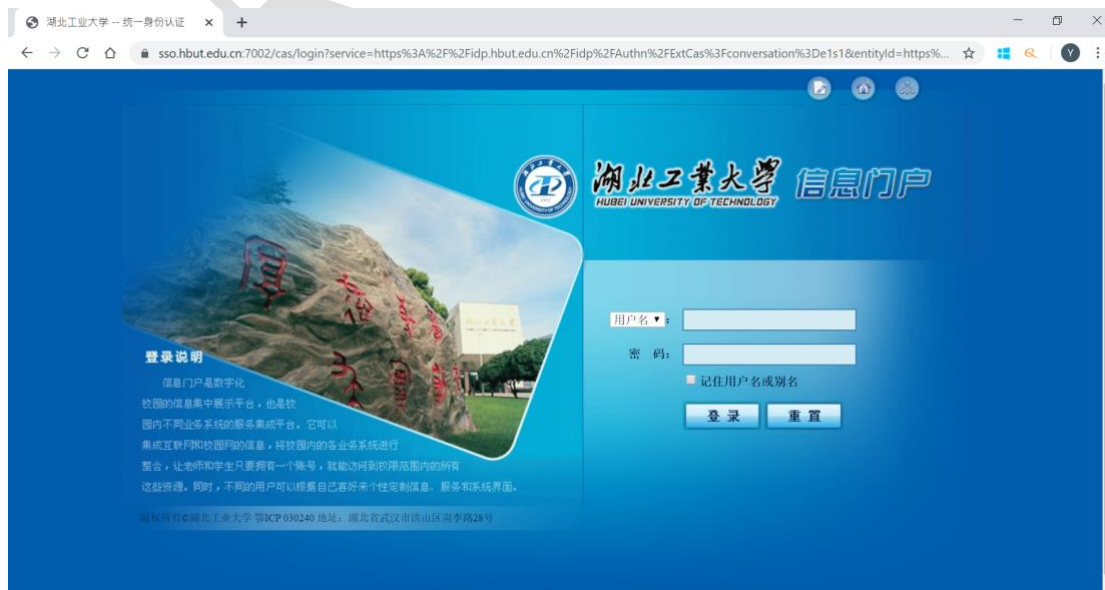 湖北工业大学 -- 统一身份认证
sso.hbut.edu.cn:7002/cas/login?service=https%3A%2F%2Fidp.hbut.edu.cn%2Fidp%2FAuthn%2FExtCas%3Fconversation%3De1s1&entityId=https%...
Y
湖北工業大學 信息门户
HUBEI UNIVERSITY OF TECHNOLOGY
厚
用户名 :
密 码:
记住用户名或别名
登 录 重 置
登录说明
信息门户是数字化
校园的信息集中展示平台，也是校
园内不同业务系统的服务集成平台。它可以
集成互联网和校园网的信息，将校园内的各业务系统进行
整合，让老师和学生只要拥有一个账号，就能访问到权限范围内的所有
这些资源。同时，不同的用户可以根据自己喜好来个性定制信息、服务和系统界面。
版权所有©湖北工业大学 鄂ICP 030240 地址：湖北省武汉市洪山区南李路28号